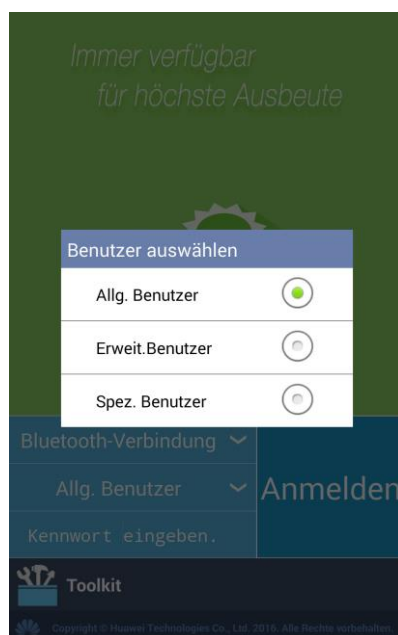 Immer verfügbar
für höchste Ausbeute
Benutzer auswählen
Allg. Benutzer
Erweit.Benutzer
Spez. Benutzer
Bluetooth-Verbindung
Allg. Benutzer
Anmelden
Kennwort eingeben.
Toolkit
Copyright © Huawei Technologies Co., Ltd. 2016. Alle Rechte vorbehalten.